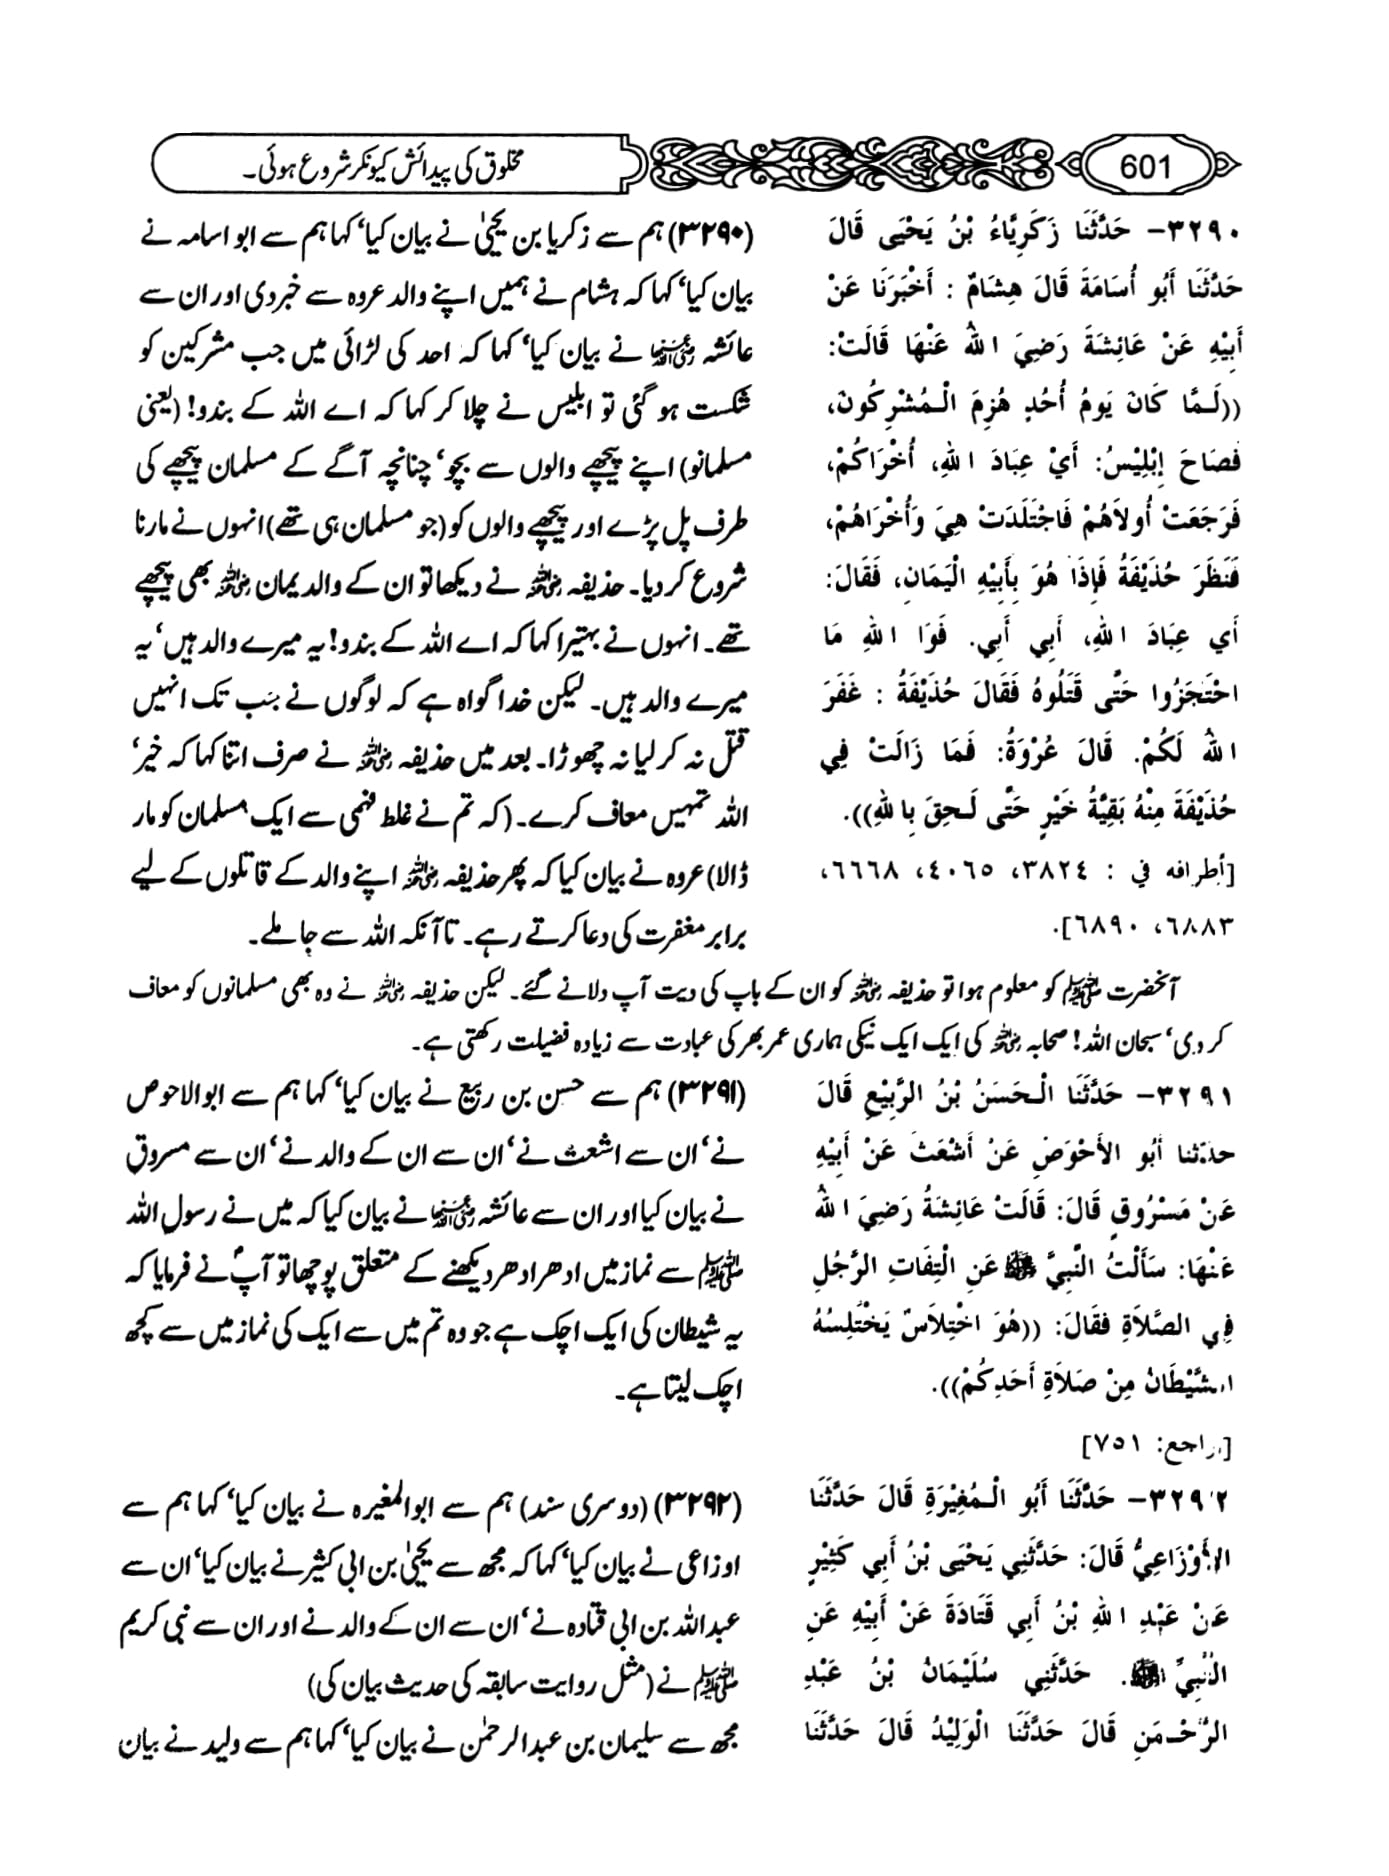 601
مخلوق کی پیدائش کیونکر شروع ہوئی۔
٣٢٩٠- حَدَّثَنَا زَكَرِيَّاءُ بْنُ يَحْيَى قَالَ
حَدَّثَنَا أَبُو أُسَامَةَ قَالَ هِشَامٌ : أَخْبَرَنَا عَنْ
أَبِيْهِ عَنْ عَائِشَةَ رَضِيَ اللهُ عَنْهَا قَالَتْ:
((لَمَّا كَانَ يَومُ أُحُدٍ هُزِمَ الْمُشْرِكُونَ،
فَصَاحَ إِبْلِيْسُ: أَيْ عِبَادَ اللهِ، أُخْرَاكُمْ،
فَرَجَعَتْ أُولاَهُمْ فَاجْتَلَدَتْ هِيَ وَأُخْرَاهُمْ،
فَنَظَرَ حُذَيْفَةُ فَإِذَا هُوَ بِأَبِيْهِ الْيَمَانِ، فَقَالَ:
أَي عِبَادَ اللهِ، أَبِي أَبِي. فَوَ اللهِ مَا
احْتَجَزُوا حَتَّى قَتَلُوهُ فَقَالَ حُذَيْفَةُ : غَفَرَ
اللهُ لَكُمْ. قَالَ عُرْوَةُ: فَمَا زَالَتْ فِي
حُذَيْفَةَ مِنْهُ بَقِيَّةُ خَيْرٍ حَتَّى لَحِقَ بِاللهِ)).
[أطرافه في : ٣٨٢٤، ٤٠٦٥، ٦٦٦٨،
٦٨٨٣، ٦٨٩٠].
(۳۲۹۰) ہم سے زکریا بن یحییٰ نے بیان کیا‘ کہا ہم سے ابو اسامہ نے
بیان کیا‘ کہا کہ ہشام نے ہمیں اپنے والد عروہ سے خبر دی اور ان سے
عائشہ رضی اللہ عنہا نے بیان کیا‘ کہا کہ احد کی لڑائی میں جب مشرکین کو
شکست ہو گئی تو ابلیس نے چلا کر کہا کہ اے اللہ کے بندو! (یعنی
مسلمانو) اپنے پیچھے والوں سے بچو‘ چنانچہ آگے کے مسلمان پیچھے کی
طرف پل پڑے اور پیچھے والوں کو (جو مسلمان ہی تھے) انہوں نے مارنا
شروع کر دیا۔ حذیفہ رضی اللہ عنہ نے دیکھا تو ان کے والد یمان رضی اللہ عنہ بھی پیچھے
تھے۔ انہوں نے بہتیرا کہا کہ اے اللہ کے بندو! یہ میرے والد ہیں‘ یہ
میرے والد ہیں۔ لیکن خدا گواہ ہے کہ لوگوں نے جب تک انہیں
قتل نہ کر لیا نہ چھوڑا۔ بعد میں حذیفہ رضی اللہ عنہ نے صرف اتنا کہا کہ خیر‘
اللہ تمہیں معاف کرے۔ (کہ تم نے غلط فہمی سے ایک مسلمان کو مار
ڈالا) عروہ نے بیان کیا کہ پھر حذیفہ رضی اللہ عنہ اپنے والد کے قاتلوں کے لیے
برابر مغفرت کی دعا کرتے رہے۔ تا آنکہ اللہ سے جا ملے۔
آنحضرت ﷺ کو معلوم ہوا تو حذیفہ رضی اللہ عنہ کو ان کے باپ کی دیت آپ دلانے لگے۔ لیکن حذیفہ رضی اللہ عنہ نے وہ بھی مسلمانوں کو معاف
کر دی‘ سبحان اللہ! صحابہ رضی اللہ عنہم کی ایک ایک نیکی ہماری عمر بھر کی عبادت سے زیادہ فضیلت رکھتی ہے۔
٣٢٩١- حَدَّثَنَا الْحَسَنُ بْنُ الرَّبِيْعِ قَالَ
حدّثنا أبُو الأَحْوَصِ عَنْ أَشْعَثَ عَنْ أَبِيْهِ
عَنْ مَسْرُوقٍ قَالَ: قَالَتْ عَائِشَةُ رَضِيَ اللهُ
عَنْهَا: سَأَلْتُ النَّبِيَّ ﷺ عَنِ الْتِفَاتِ الرَّجُلِ
فِي الصَّلاَةِ فَقَالَ: ((هُوَ اخْتِلاَسٌ يَخْتَلِسُهُ
الشَّيْطَانُ مِنْ صَلاَةِ أَحَدِكُمْ)).
[راجع: ٧٥١]
(۳۲۹۱) ہم سے حسن بن ربیع نے بیان کیا‘ کہا ہم سے ابو الاحوص
نے‘ ان سے اشعث نے‘ ان سے ان کے والد نے‘ ان سے مسروق
نے بیان کیا اور ان سے عائشہ رضی اللہ عنہا نے بیان کیا کہ میں نے رسول اللہ
ﷺ سے نماز میں ادھر ادھر دیکھنے کے متعلق پوچھا تو آپؐ نے فرمایا کہ
یہ شیطان کی ایک اچک ہے جو وہ تم میں سے ایک کی نماز میں سے کچھ
اچک لیتا ہے۔
٣٢٩٢- حَدَّثَنَا أَبُو الْمُغِيْرَةِ قَالَ حَدَّثَنَا
الأَوْزَاعِيُّ قَالَ: حَدَّثَنِي يَحْيَى بْنُ أَبِي كَثِيْرٍ
عَنْ عَبْدِ اللهِ بْنُ أَبِي قَتَادَةَ عَنْ أَبِيْهِ عَنِ
النَّبِيِّ ﷺ. حَدَّثَنِي سُلَيْمَانُ بْنُ عَبْدِ
الرَّحْمَنِ قَالَ حَدَّثَنَا الْوَلِيْدُ قَالَ حَدَّثَنَا
(۳۲۹۲) (دوسری سند) ہم سے ابوالمغیرہ نے بیان کیا‘ کہا ہم سے
اوزاعی نے بیان کیا‘ کہا کہ مجھ سے یحییٰ بن ابی کثیر نے بیان کیا‘ ان سے
عبداللہ بن ابی قتادہ نے‘ ان سے ان کے والد نے اور ان سے نبی کریم
ﷺ نے (مثل روایت سابقہ کی حدیث بیان کی)
مجھ سے سلیمان بن عبدالرحمٰن نے بیان کیا‘ کہا ہم سے ولید نے بیان